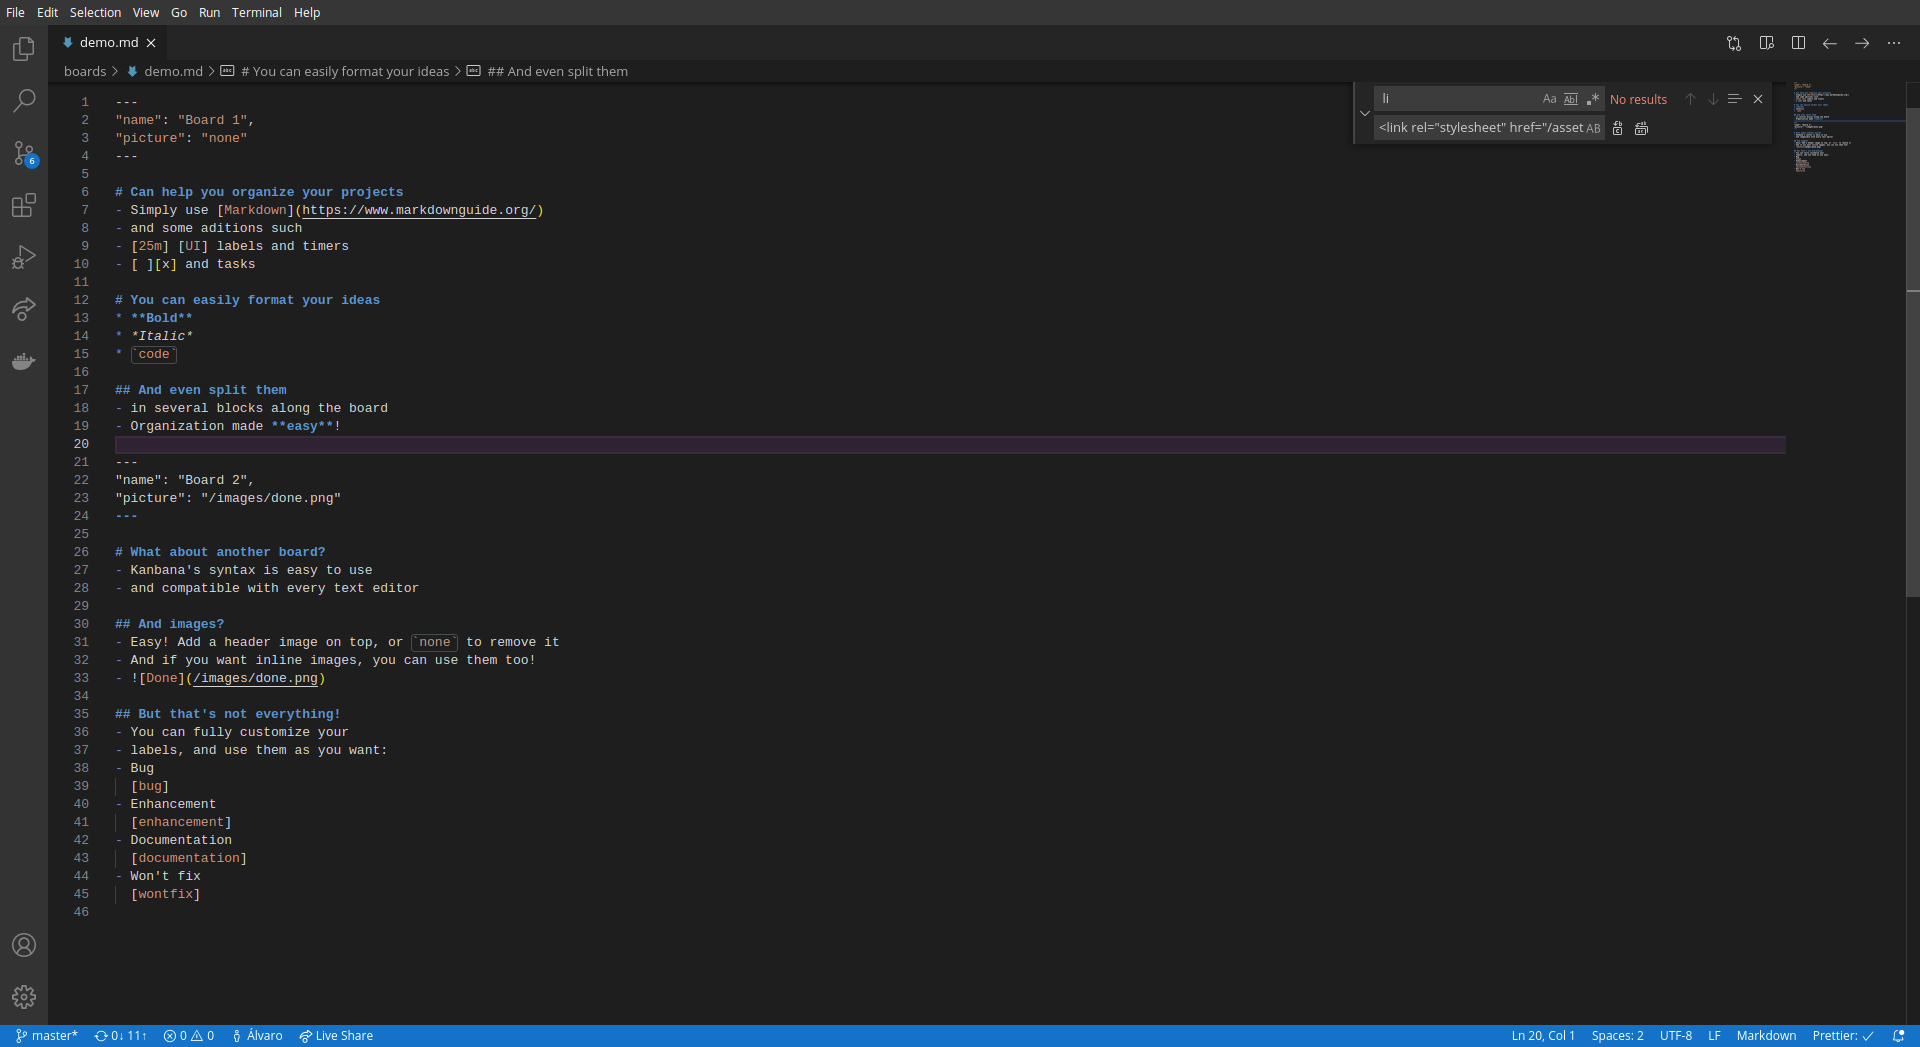 File Edit Selection View Go Run Terminal Help
demo.md
boards > demo.md > # You can easily format your ideas > ## And even split them
li Aa Abl .* No results
<link rel="stylesheet" href="/asset AB
1 ---
2 "name": "Board 1",
3 "picture": "none"
4 ---
5
6 # Can help you organize your projects
7 - Simply use [Markdown](https://www.markdownguide.org/)
8 - and some aditions such
9 - [25m] [UI] labels and timers
10 - [ ][x] and tasks
11
12 # You can easily format your ideas
13 * **Bold**
14 * *Italic*
15 * `code`
16
17 ## And even split them
18 - in several blocks along the board
19 - Organization made **easy**!
20
21 ---
22 "name": "Board 2",
23 "picture": "/images/done.png"
24 ---
25
26 # What about another board?
27 - Kanbana's syntax is easy to use
28 - and compatible with every text editor
29
30 ## And images?
31 - Easy! Add a header image on top, or `none` to remove it
32 - And if you want inline images, you can use them too!
33 - ![Done](/images/done.png)
34
35 ## But that's not everything!
36 - You can fully customize your
37 - labels, and use them as you want:
38 - Bug
39 [bug]
40 - Enhancement
41 [enhancement]
42 - Documentation
43 [documentation]
44 - Won't fix
45 [wontfix]
46
6
master* 0↓ 11↑ 0 0 Álvaro Live Share Ln 20, Col 1 Spaces: 2 UTF-8 LF Markdown Prettier: ✓